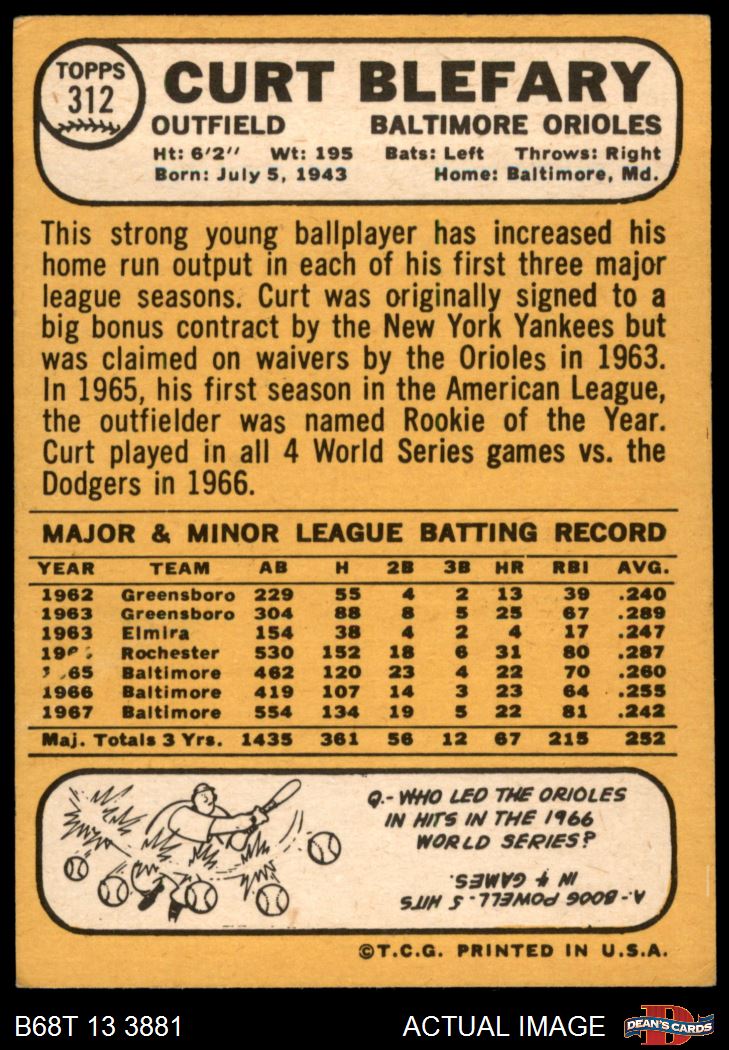 TOPPS
312
CURT BLEFARY
OUTFIELD BALTIMORE ORIOLES
Ht: 6'2" Wt: 195 Bats: Left Throws: Right
Born: July 5, 1943 Home: Baltimore, Md.
This strong young ballplayer has increased his
home run output in each of his first three major
league seasons. Curt was originally signed to a
big bonus contract by the New York Yankees but
was claimed on waivers by the Orioles in 1963.
In 1965, his first season in the American League,
the outfielder was named Rookie of the Year.
Curt played in all 4 World Series games vs. the
Dodgers in 1966.
MAJOR & MINOR LEAGUE BATTING RECORD
YEAR TEAM AB H 2B 3B HR RBI AVG.
1962 Greensboro 229 55 4 2 13 39 .240
1963 Greensboro 304 88 8 5 25 67 .289
1963 Elmira 154 38 4 2 4 17 .247
Rochester 530 152 18 6 31 80 .287
65 Baltimore 462 120 23 4 22 70 .260
1966 Baltimore 419 107 14 3 23 64 .255
1967 Baltimore 554 134 19 5 22 81 .242
Maj. Totals 3 Yrs. 1435 361 56 12 67 215 252
Q.- WHO LED THE ORIOLES
IN HITS IN THE 1966
WORLD SERIES?
A.- BOOG POWELL - 5 HITS
IN 4 GAMES.
©T.C.G. PRINTED IN U.S.A.
B68T 13 3881 ACTUAL IMAGE D DEAN'S CARDS